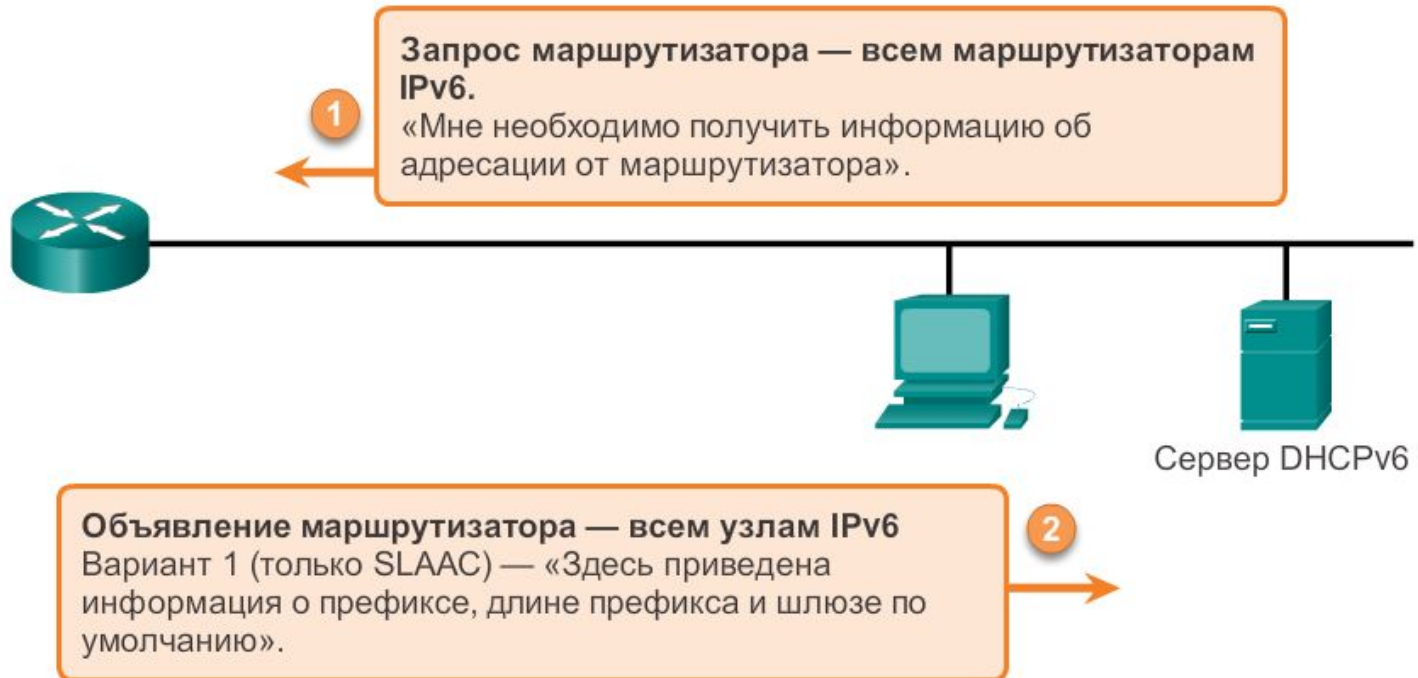 Запрос маршрутизатора — всем маршрутизаторам
IPv6.
1
«Мне необходимо получить информацию об
адресации от маршрутизатора».
Сервер DHCPv6
Объявление маршрутизатора — всем узлам IPv6
2
Вариант 1 (только SLAAC) — «Здесь приведена
информация о префиксе, длине префикса и шлюзе по
умолчанию».